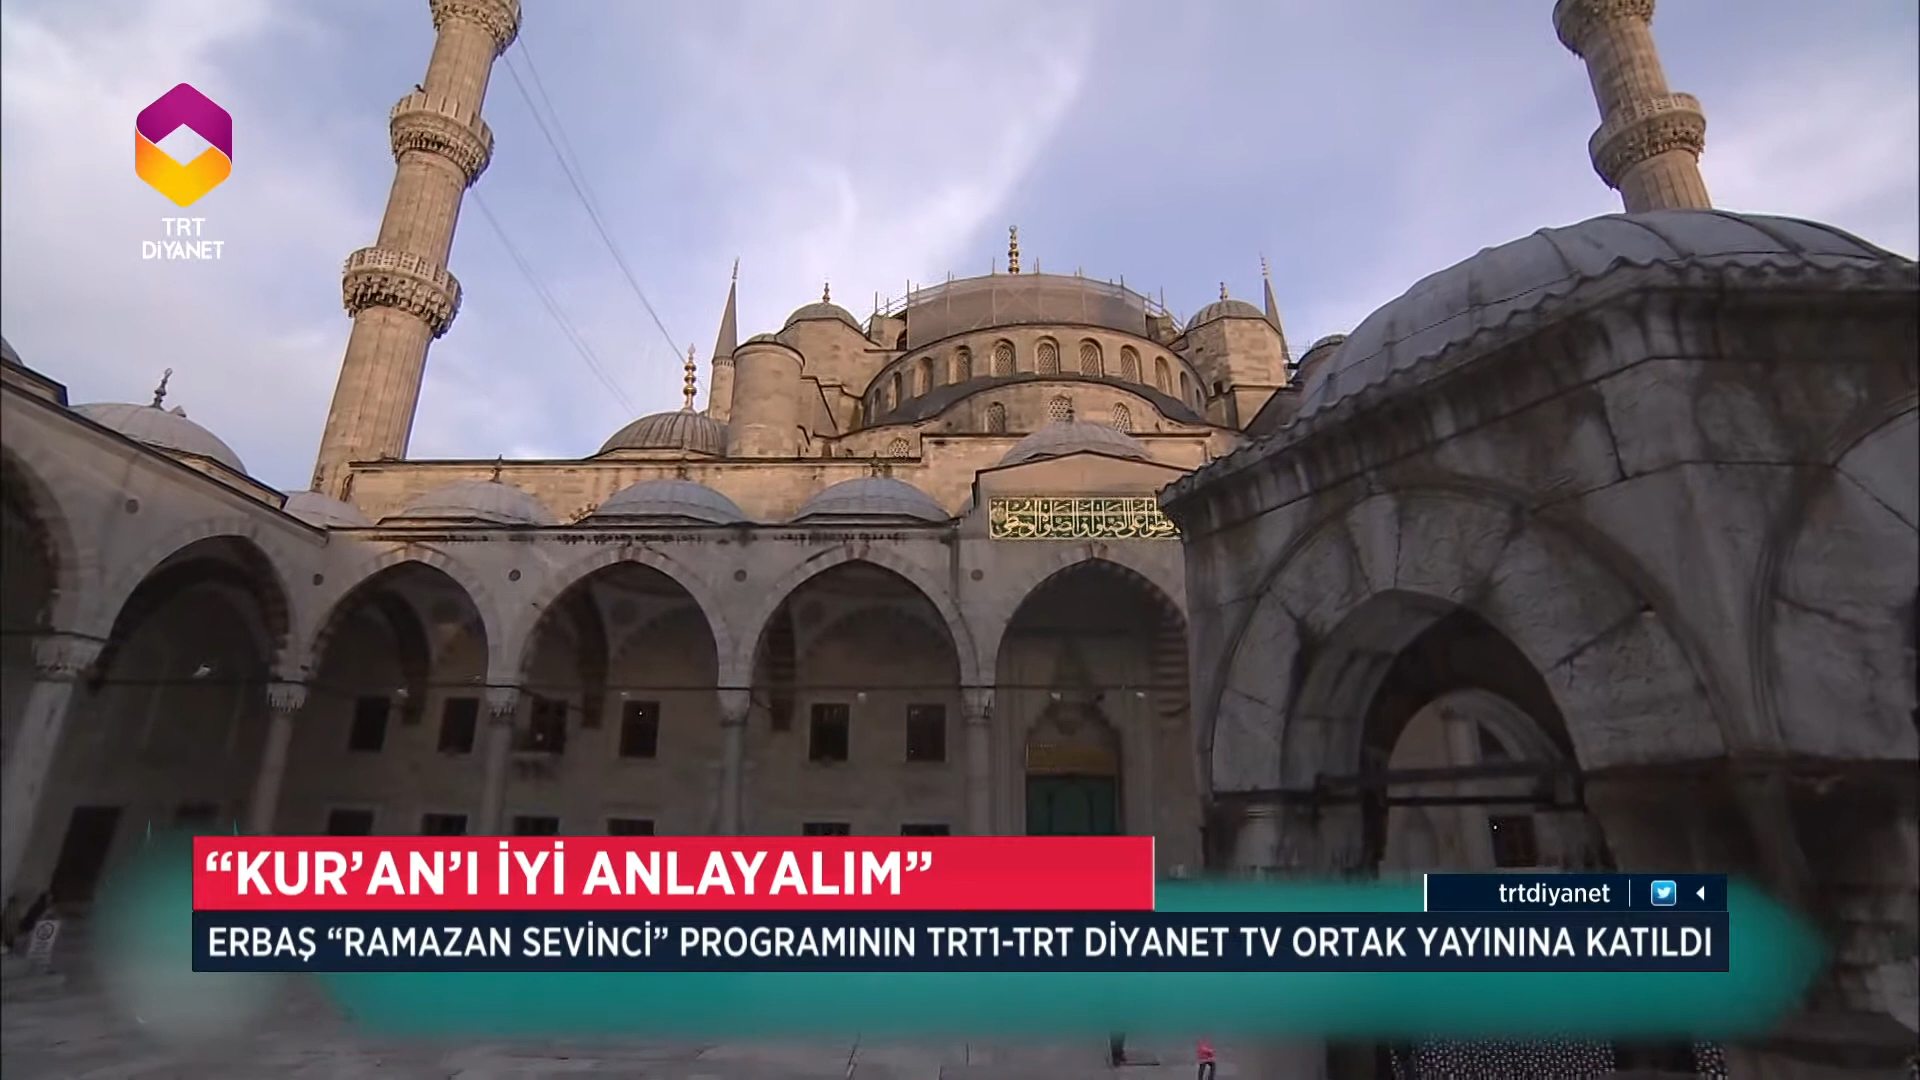 TRT
DİYANET
“KUR’AN’I İYİ ANLAYALIM”
trtdiyanet
ERBAŞ “RAMAZAN SEVİNCİ” PROGRAMININ TRT1-TRT DİYANET TV ORTAK YAYININA KATILDI